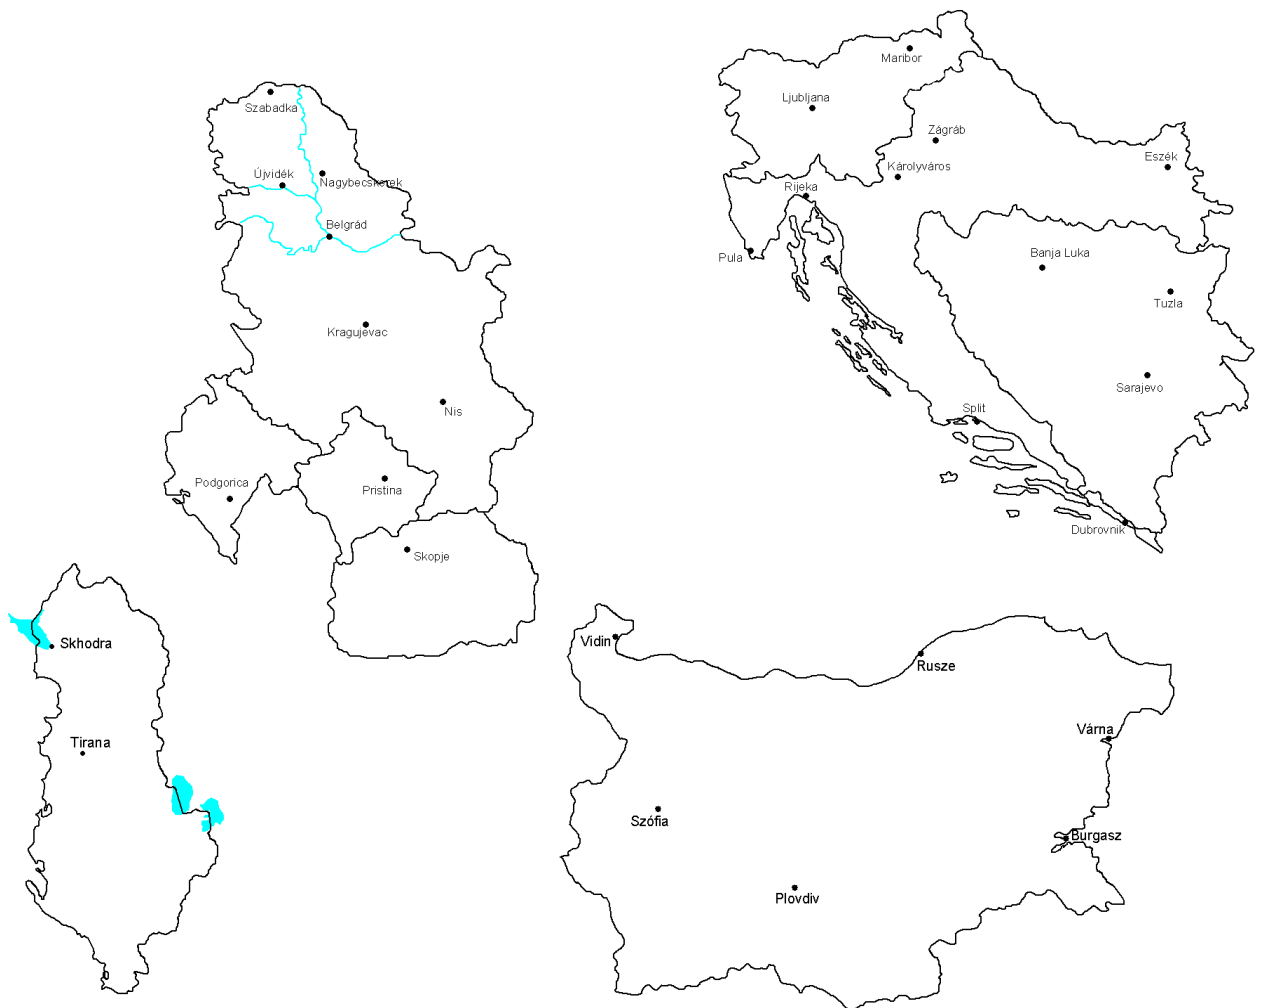 Szabadka
Újvidék
Nagybecskerek
Belgrád
Kragujevac
Nis
Podgorica
Pristina
Skopje
Maribor
Ljubljana
Zágráb
Károlyváros
Eszék
Rijeka
Pula
Banja Luka
Tuzla
Sarajevo
Split
Dubrovnik
Skhodra
Tirana
Vidin
Rusze
Várna
Szófia
Burgasz
Plovdiv